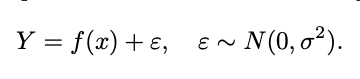 Y = f(x) + ε,   ε ∼ N(0, σ²).